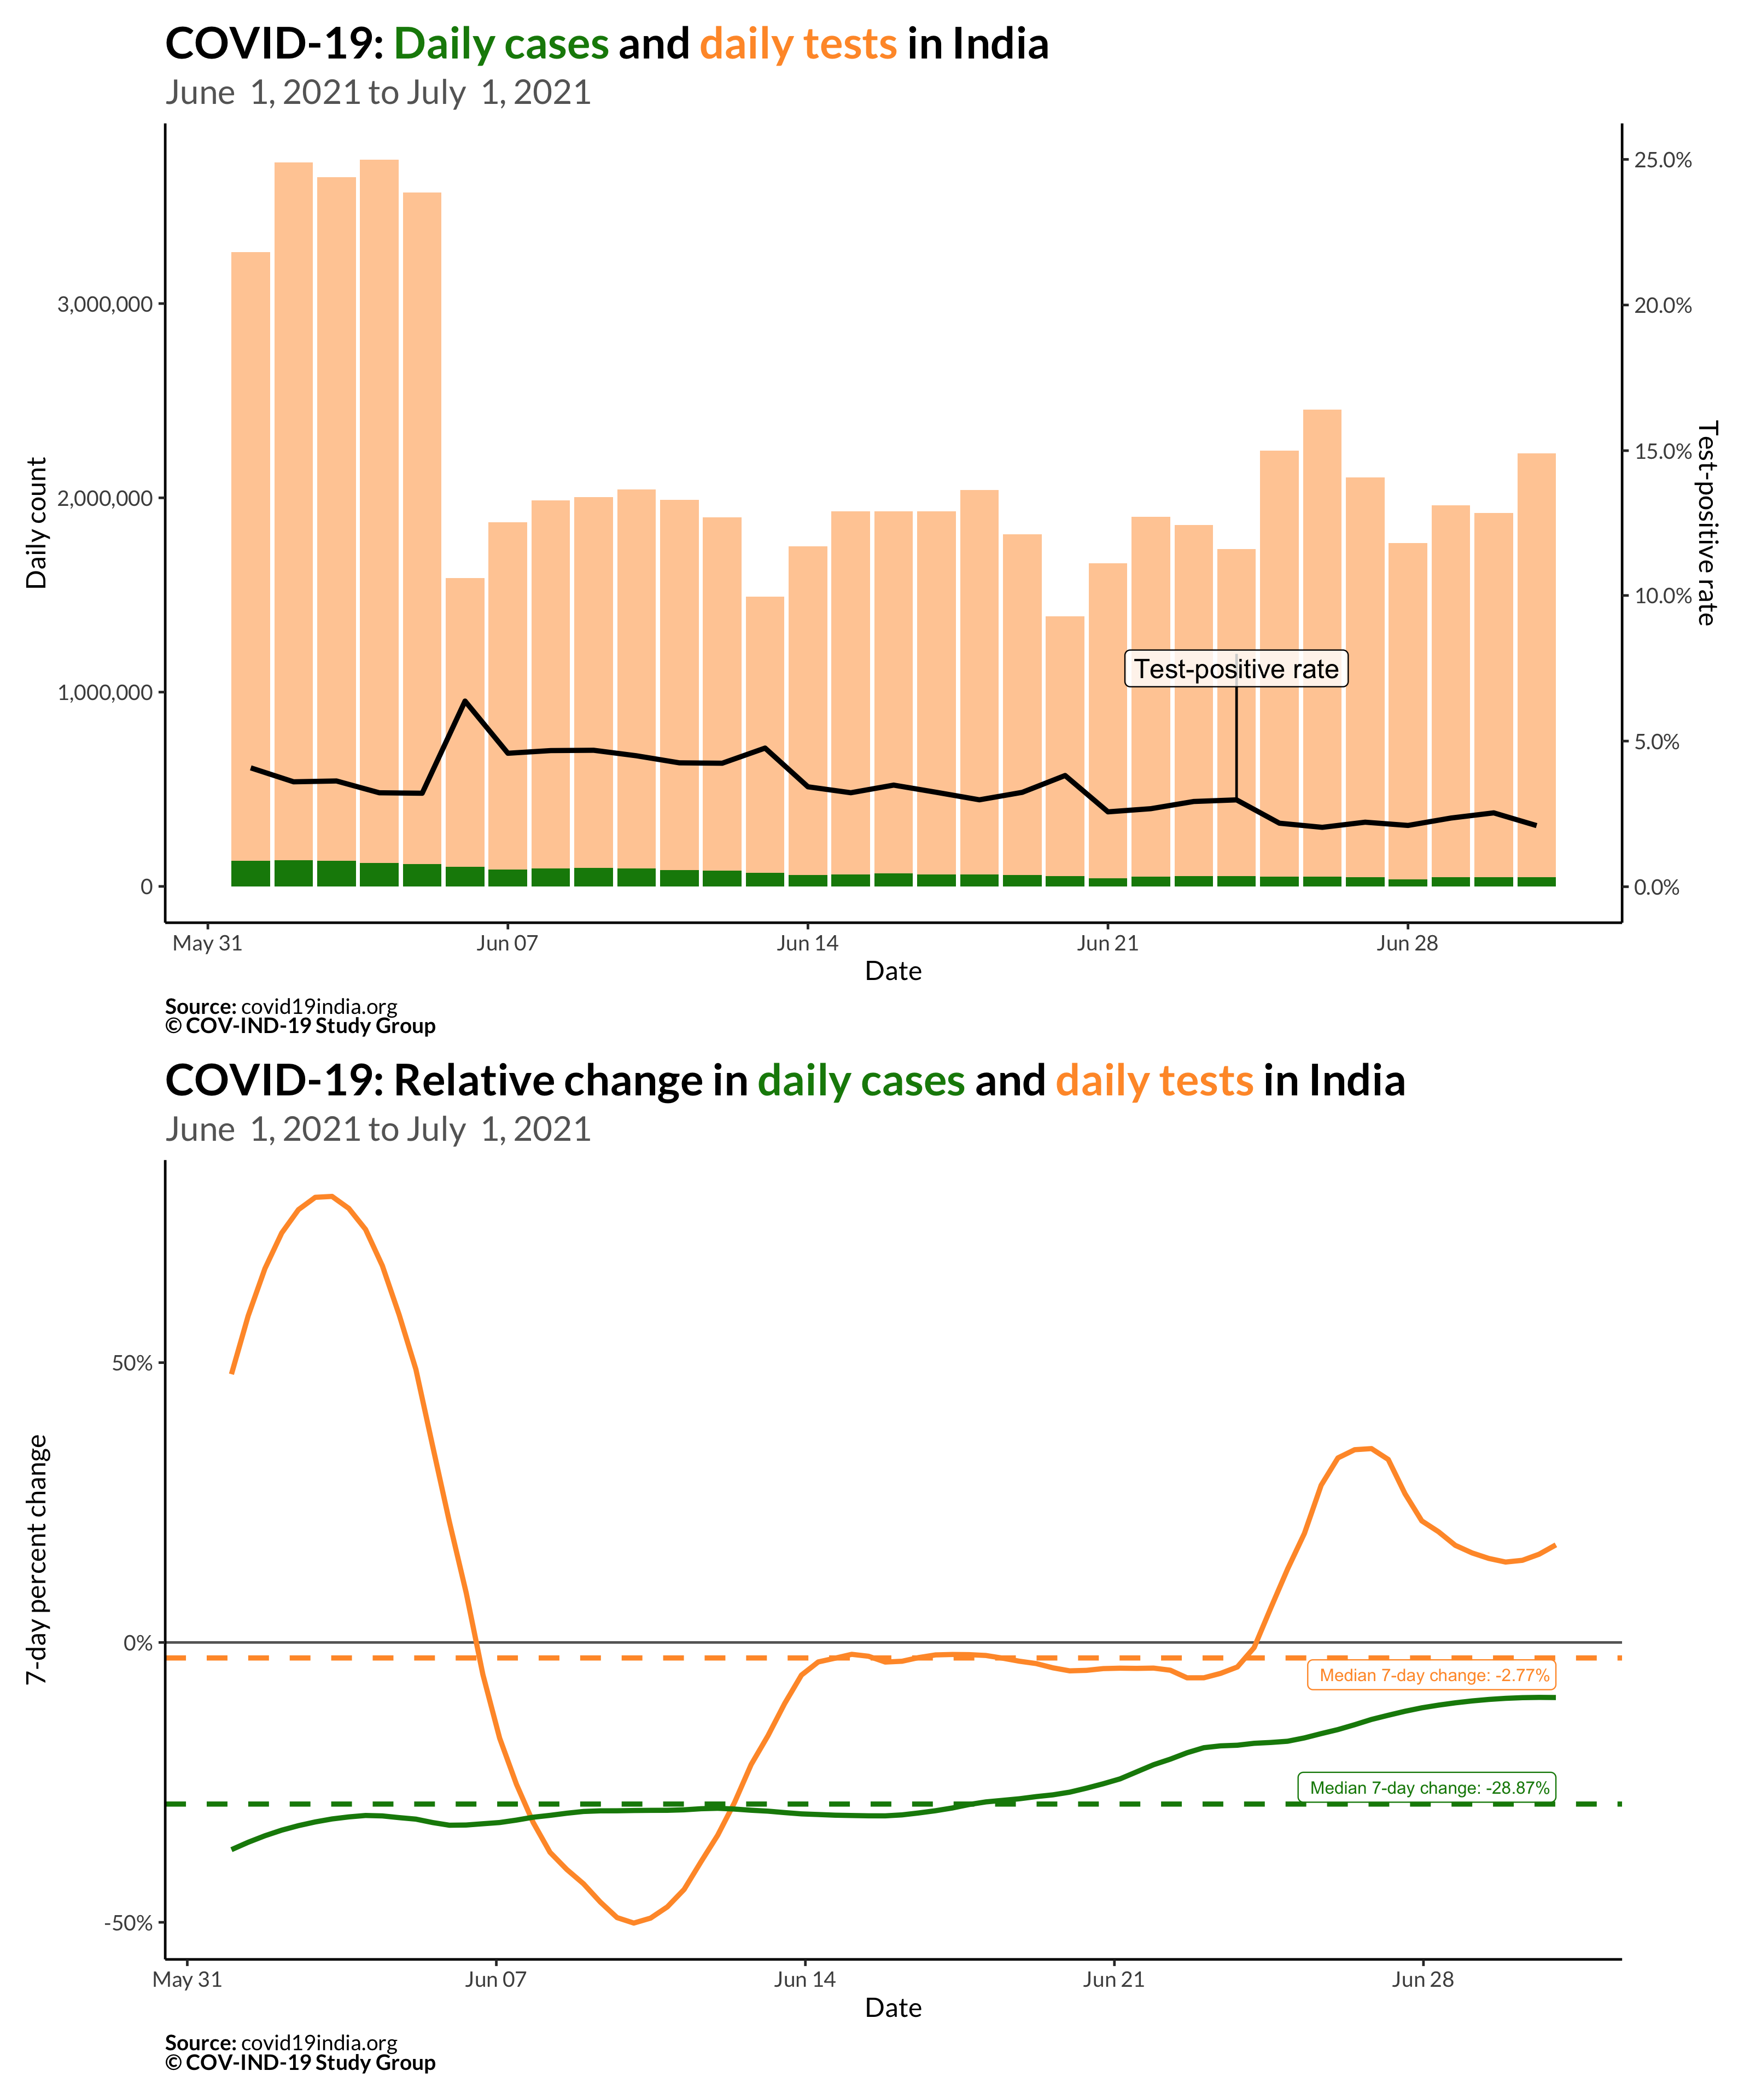 COVID-19: Daily cases and daily tests in India
June 1, 2021 to July 1, 2021
Daily count
3,000,000
2,000,000
1,000,000
0
25.0%
20.0%
15.0%
10.0%
5.0%
0.0%
Test-positive rate
Test-positive rate
May 31
Jun 07
Jun 14
Jun 21
Jun 28
Date
Source: covid19india.org
© COV-IND-19 Study Group
COVID-19: Relative change in daily cases and daily tests in India
June 1, 2021 to July 1, 2021
7-day percent change
50%
0%
-50%
Median 7-day change: -2.77%
Median 7-day change: -28.87%
May 31
Jun 07
Jun 14
Jun 21
Jun 28
Date
Source: covid19india.org
© COV-IND-19 Study Group